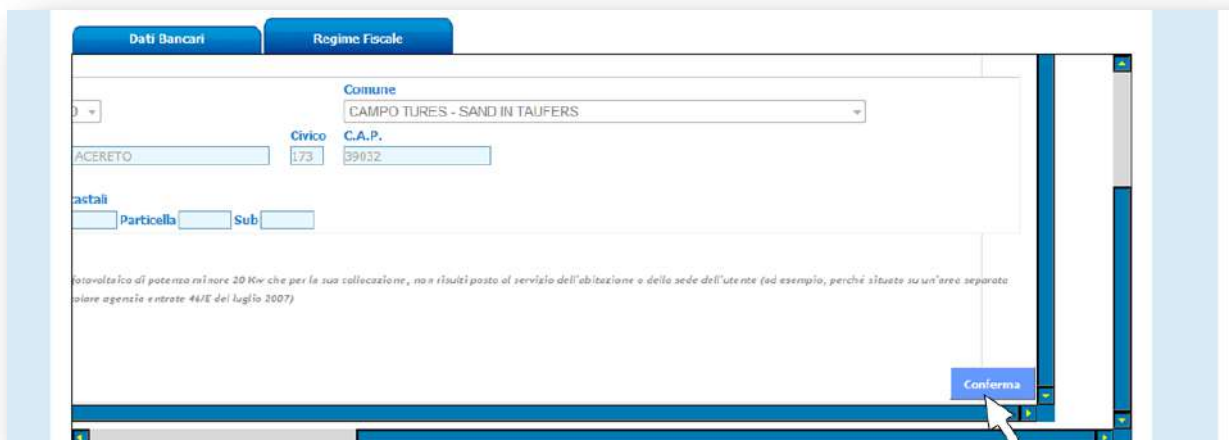 Dati Bancari Regime Fiscale
Comune
CAMPO TURES - SAND IN TAUFERS
Civico C.A.P.
ACERETO 173 39032
castali
Particella Sub
fotovoltaico di potenza minore 20 Kw che per la sua collocazione, non risulti posto al servizio dell'abitazione o della sede dell'utente (ad esempio, perché situato su un'area separata
colare agenzia entrate 46/E del luglio 2007)
Conferma